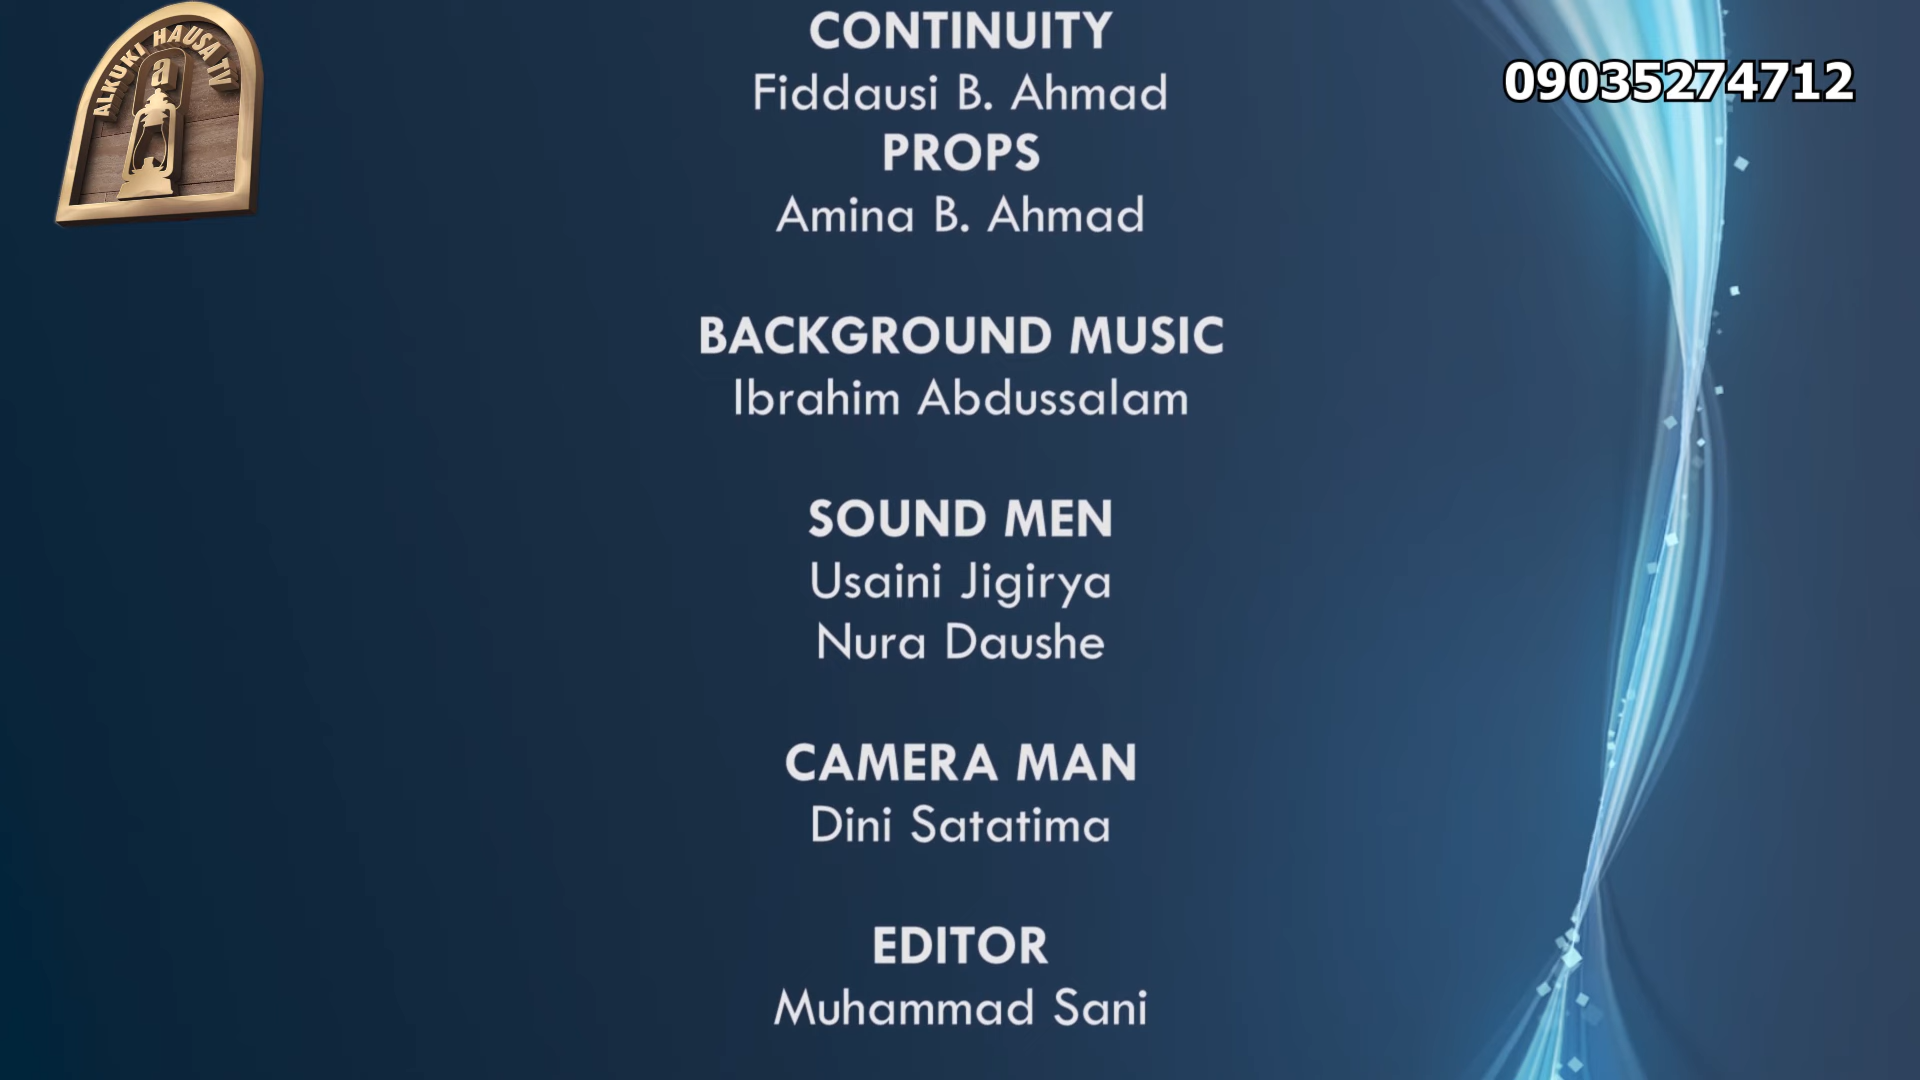 ALKUKI HAUSA TV
a
09035274712
CONTINUITY
Fiddausi B. Ahmad
PROPS
Amina B. Ahmad
BACKGROUND MUSIC
Ibrahim Abdussalam
SOUND MEN
Usaini Jigirya
Nura Daushe
CAMERA MAN
Dini Satatima
EDITOR
Muhammad Sani